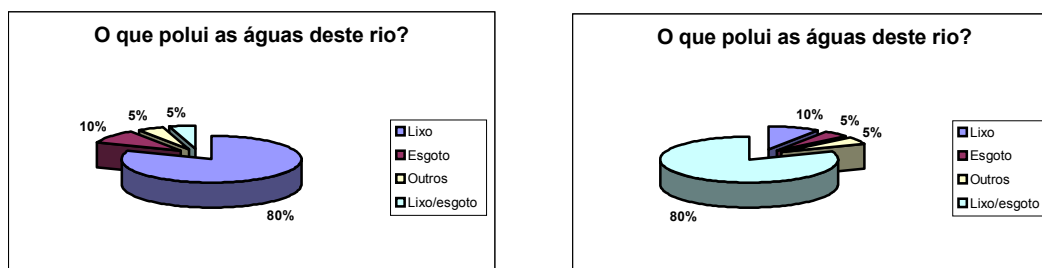 O que polui as águas deste rio?
5%
5%
10%
80%
Lixo
Esgoto
Outros
Lixo/esgoto
O que polui as águas deste rio?
10%
5%
5%
80%
Lixo
Esgoto
Outros
Lixo/esgoto